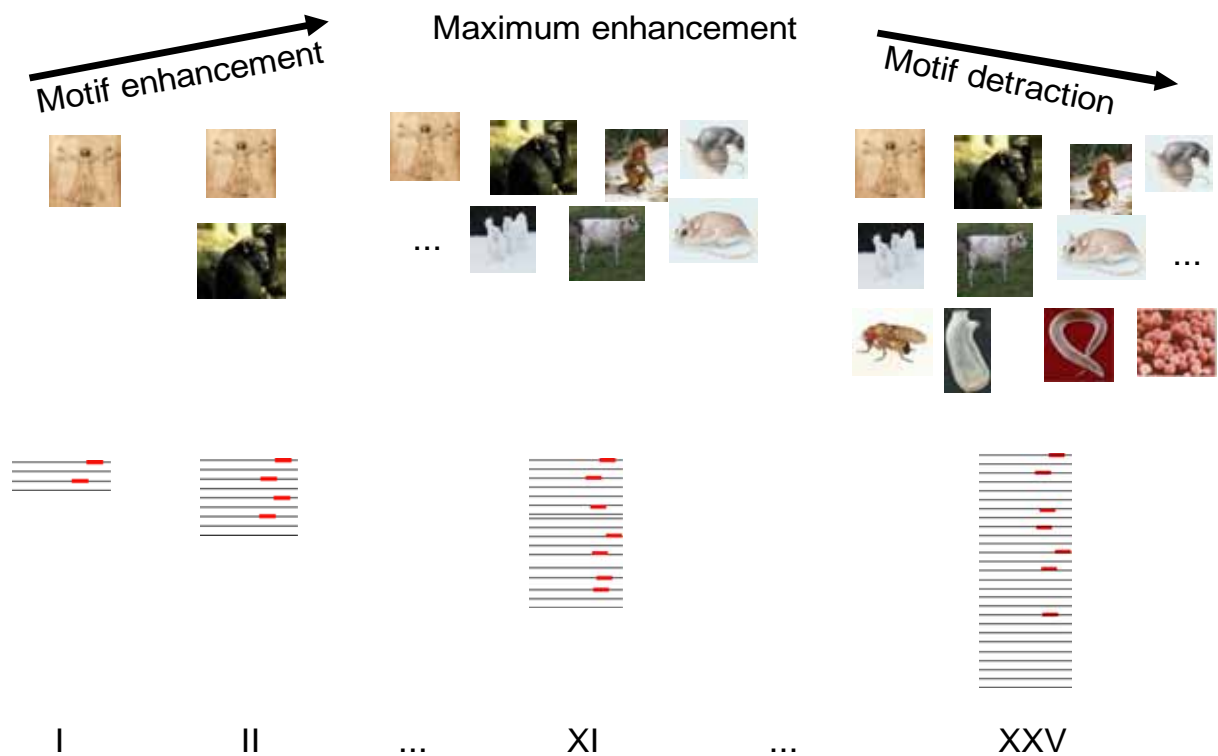 Motif enhancement
Maximum enhancement
Motif detraction
...
...
I
II
...
XI
...
XXV